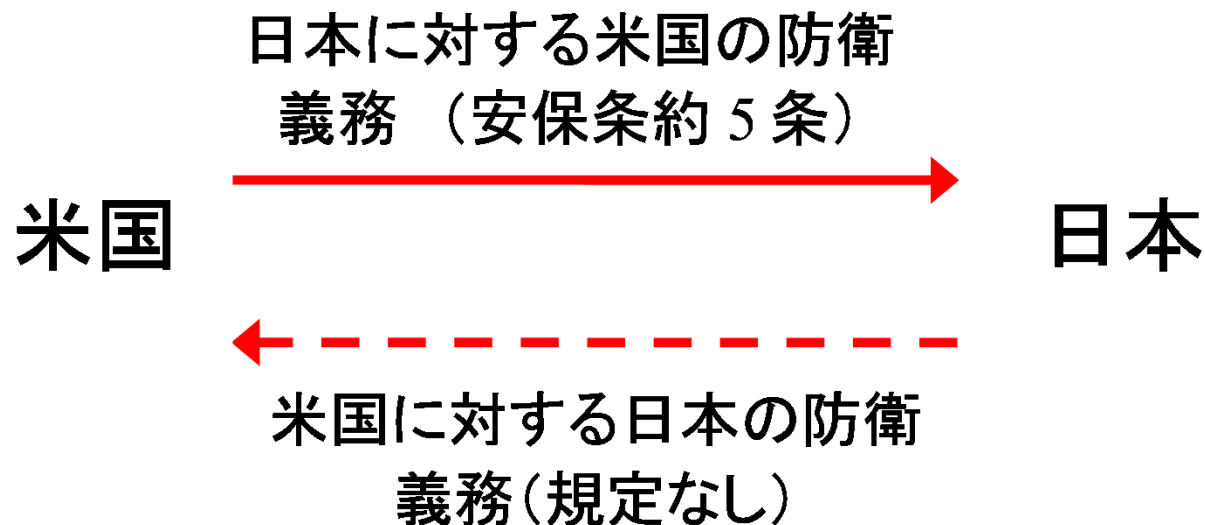 日本に対する米国の防衛
義務 （安保条約 5 条）
米国
日本
米国に対する日本の防衛
義務（規定なし）